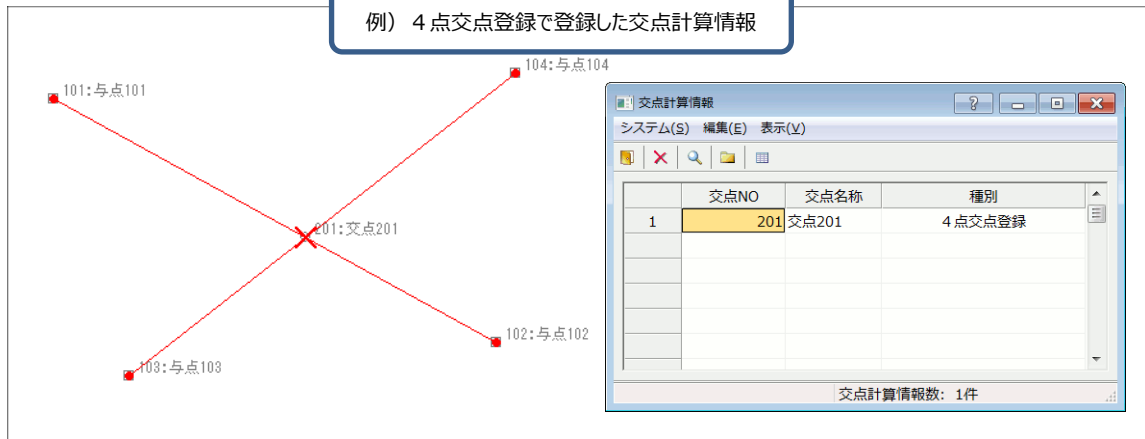 例）４点交点登録で登録した交点計算情報
101:与点101
104:与点104
201:交点201
102:与点102
103:与点103
交点計算情報
システム(S) 編集(E) 表示(V)
交点NO 交点名称 種別
1 201 交点201 ４点交点登録
交点計算情報数: 1件